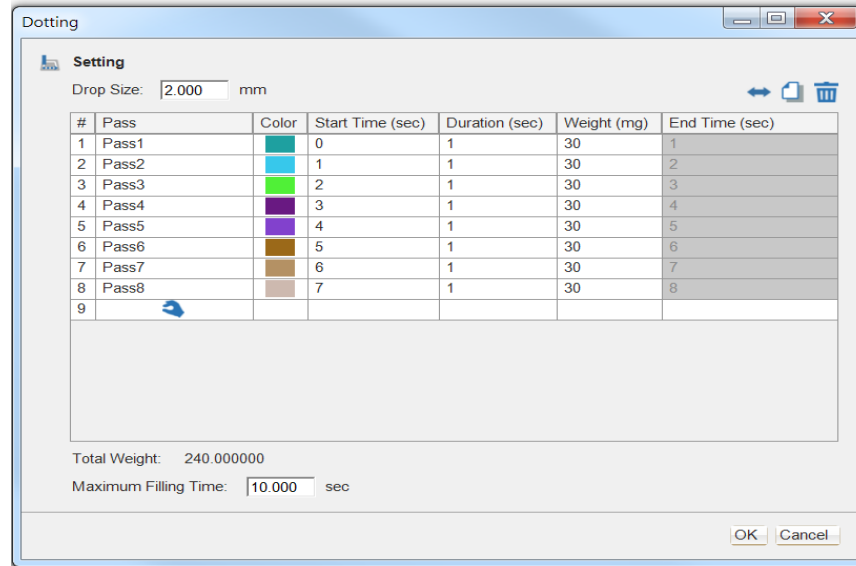 Dotting
Setting
Drop Size: 2.000 mm
# Pass Color Start Time (sec) Duration (sec) Weight (mg) End Time (sec)
1 Pass1 0 1 30 1
2 Pass2 1 1 30 2
3 Pass3 2 1 30 3
4 Pass4 3 1 30 4
5 Pass5 4 1 30 5
6 Pass6 5 1 30 6
7 Pass7 6 1 30 7
8 Pass8 7 1 30 8
9
Total Weight: 240.000000
Maximum Filling Time: 10.000 sec
OK Cancel